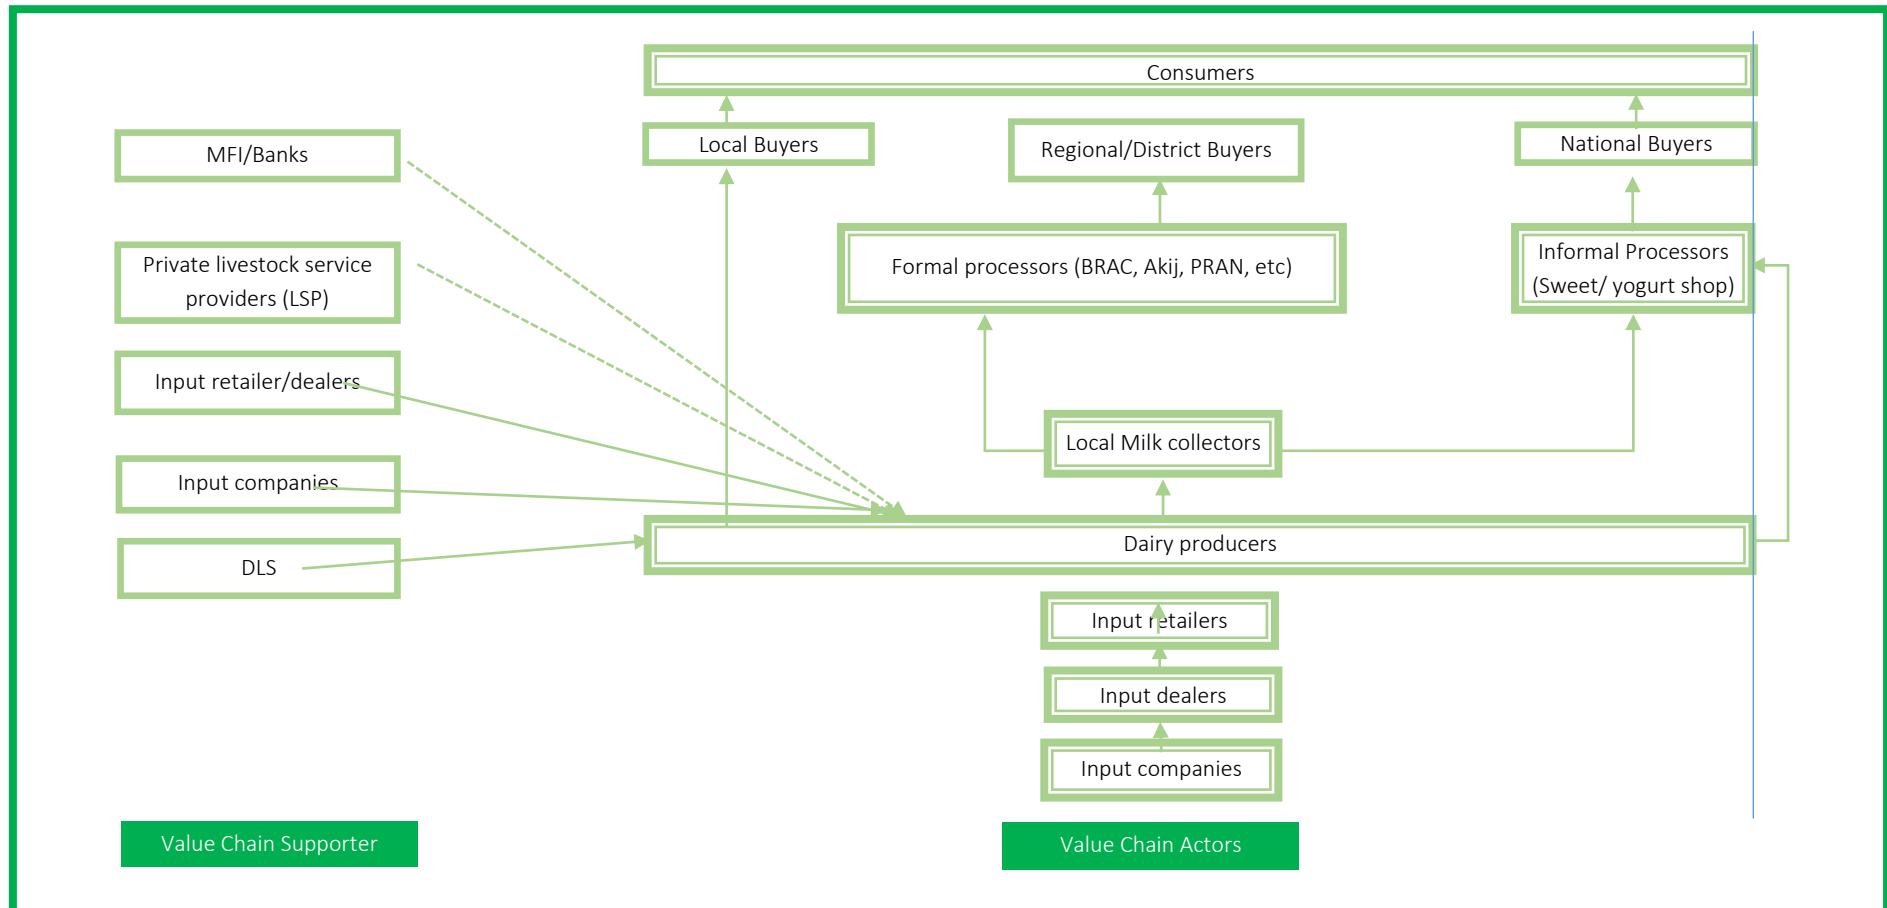 Consumers
Local Buyers
Regional/District Buyers
National Buyers
MFI/Banks
Private livestock service
providers (LSP)
Formal processors (BRAC, Akij, PRAN, etc)
Informal Processors
(Sweet/ yogurt shop)
Input retailer/dealers
Local Milk collectors
Input companies
Dairy producers
DLS
Input retailers
Input dealers
Input companies
Value Chain Supporter
Value Chain Actors